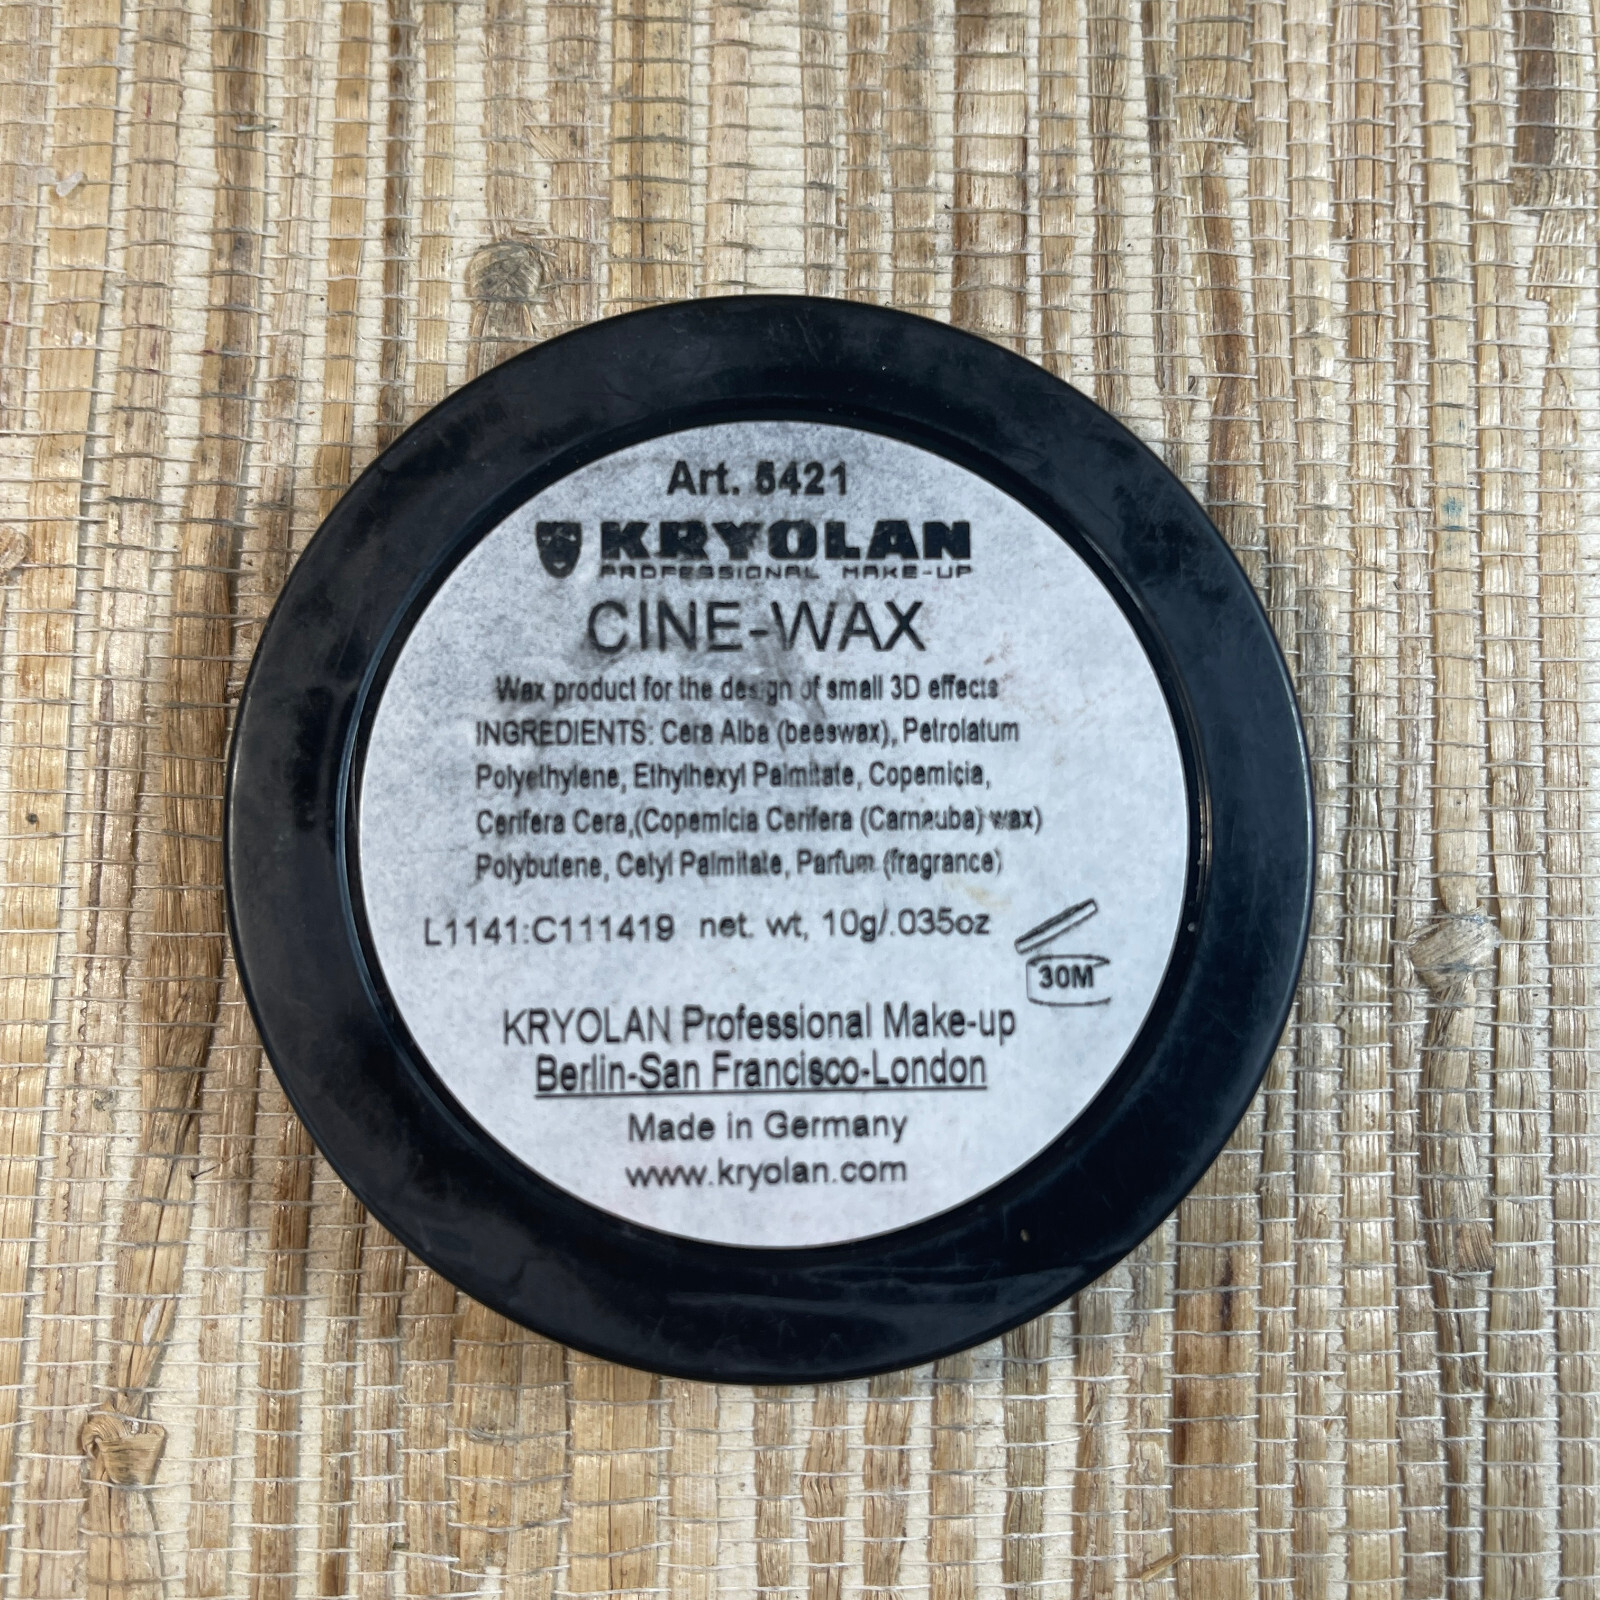 Art. 5421
KRYOLAN
PROFESSIONAL MAKE-UP
CINE-WAX
Wax product for the design of small 3D effects
INGREDIENTS: Cera Alba (beeswax), Petrolatum
Polyethylene, Ethylhexyl Palmitate, Copemicia,
Cerifera Cera,(Copemicia Cerifera (Carnauba) wax)
Polybutene, Cetyl Palmitate, Parfum (fragrance)
L1141:C111419 net. wt, 10g/.035oz
30M
KRYOLAN Professional Make-up
Berlin-San Francisco-London
Made in Germany
www.kryolan.com